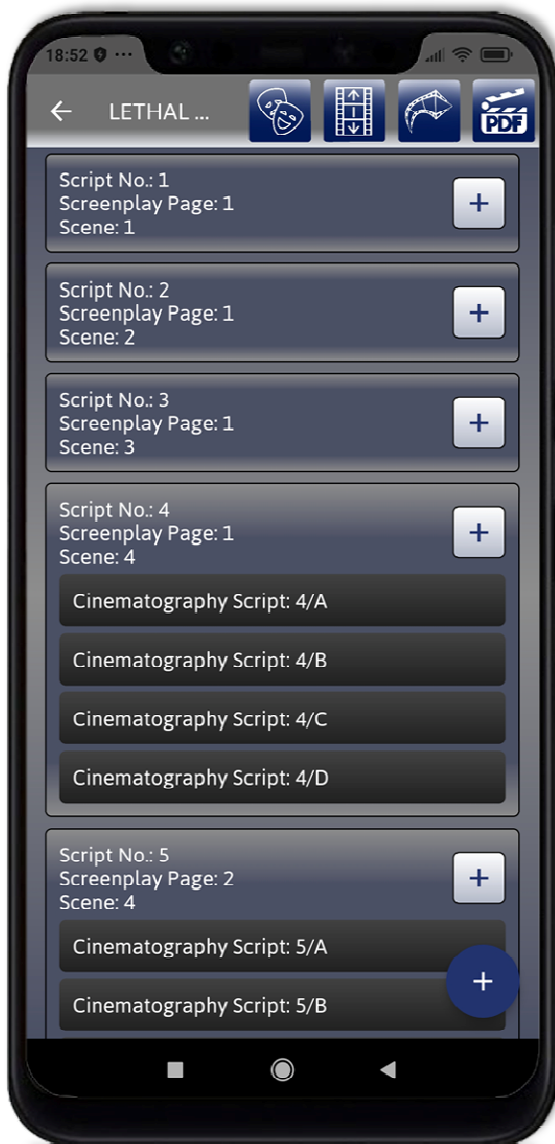 18:52
LETHAL ...
PDF
Script No.: 1
Screenplay Page: 1
Scene: 1
+
Script No.: 2
Screenplay Page: 1
Scene: 2
+
Script No.: 3
Screenplay Page: 1
Scene: 3
+
Script No.: 4
Screenplay Page: 1
Scene: 4
+
Cinematography Script: 4/A
Cinematography Script: 4/B
Cinematography Script: 4/C
Cinematography Script: 4/D
Script No.: 5
Screenplay Page: 2
Scene: 4
+
Cinematography Script: 5/A
Cinematography Script: 5/B
+